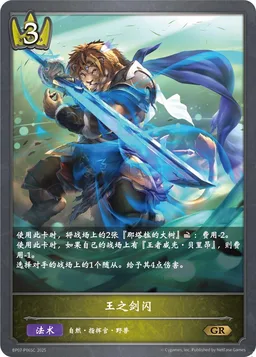 3
使用此卡时，将战场上的2张『那塔拉的大树』：费用-2。
使用此卡时，如果自己的战场上有『王者威光·贝里昂』，则费用-1。
选择对手的战场上的1个随从。给予其4点伤害。
王之剑闪
法术
自然·指挥官·野兽
GR